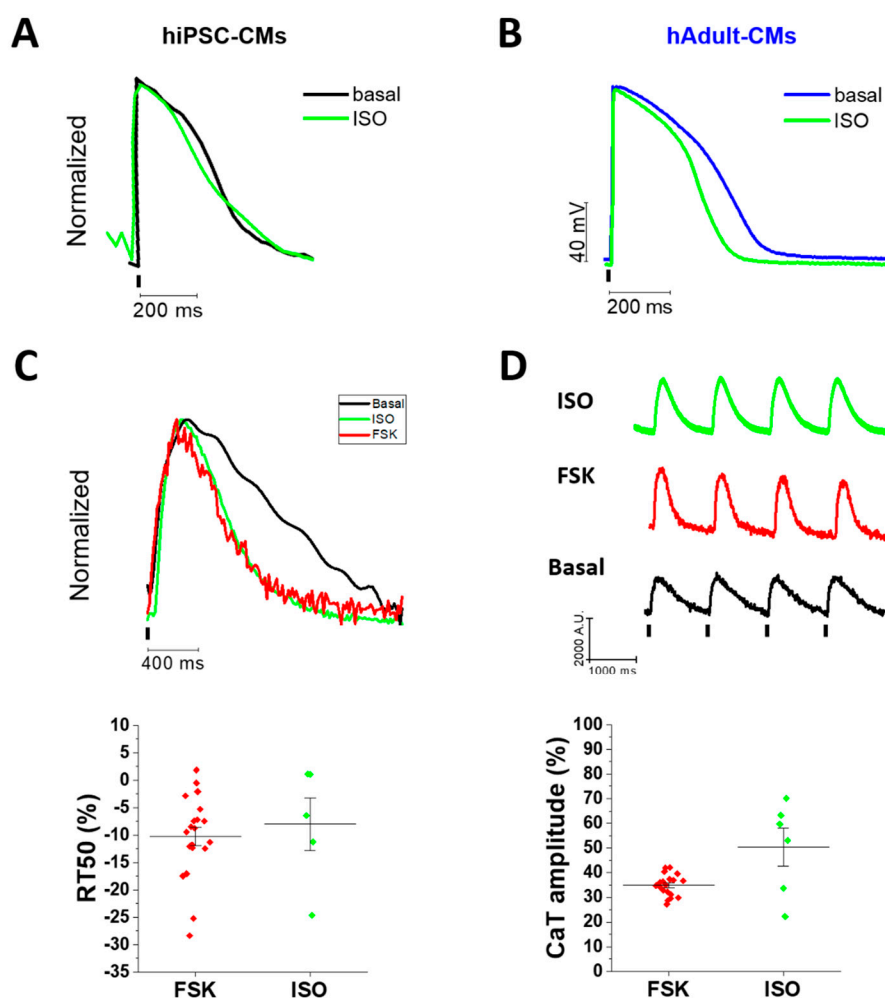 A
hiPSC-CMs
basal
ISO
Normalized
200 ms
B
hAdult-CMs
basal
ISO
40 mV
200 ms
C
Basal
ISO
FSK
Normalized
400 ms
D
ISO
FSK
Basal
2000 A.U.
1000 ms
RT50 (%)
10
5
0
-5
-10
-15
-20
-25
-30
-35
FSK
ISO
CaT amplitude (%)
100
90
80
70
60
50
40
30
20
10
0
FSK
ISO